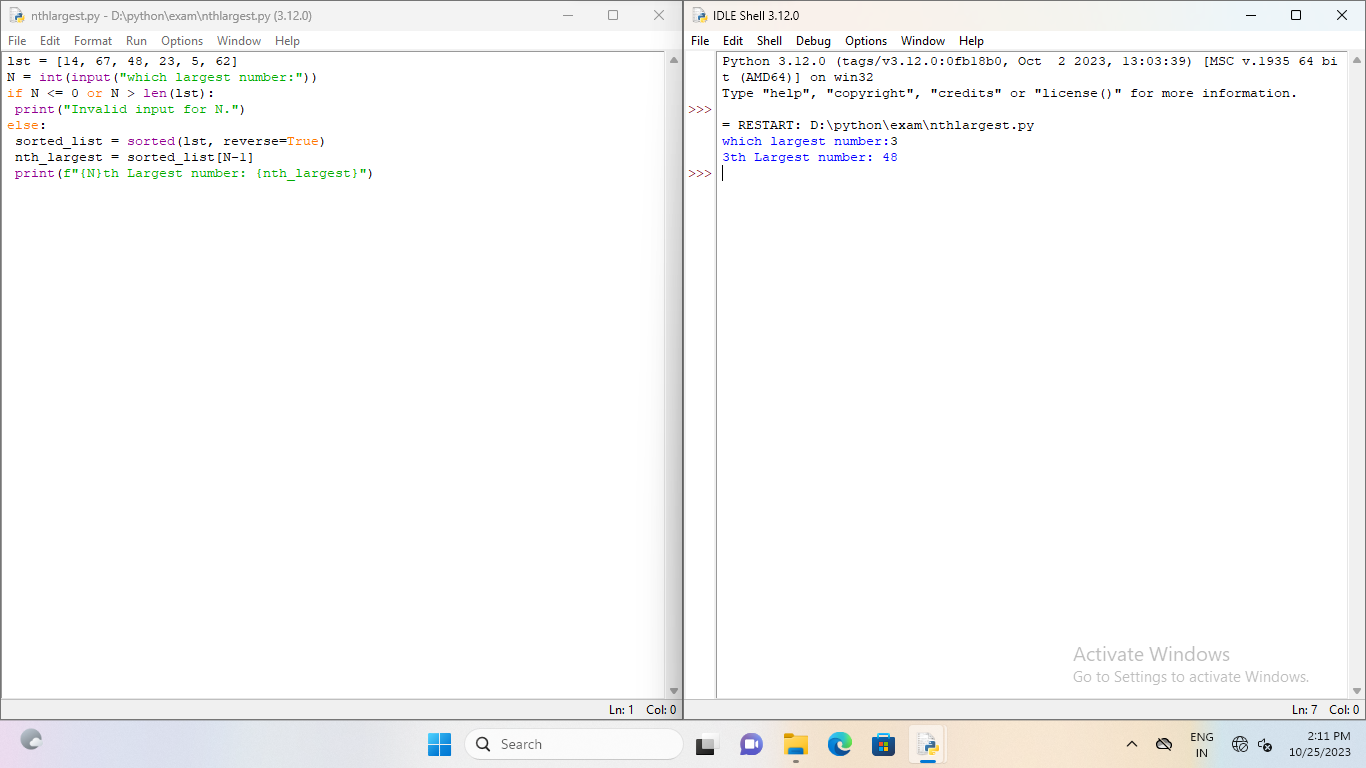 nthlargest.py - D:\python\exam\nthlargest.py (3.12.0)
File Edit Format Run Options Window Help
lst = [14, 67, 48, 23, 5, 62]
N = int(input("which largest number:"))
if N <= 0 or N > len(lst):
 print("Invalid input for N.")
else:
 sorted_list = sorted(lst, reverse=True)
 nth_largest = sorted_list[N-1]
 print(f"{N}th Largest number: {nth_largest}")
Ln: 1 Col: 0
IDLE Shell 3.12.0
File Edit Shell Debug Options Window Help
Python 3.12.0 (tags/v3.12.0:0fb18b0, Oct  2 2023, 13:03:39) [MSC v.1935 64 bi
t (AMD64)] on win32
Type "help", "copyright", "credits" or "license()" for more information.
>>>
= RESTART: D:\python\exam\nthlargest.py
which largest number:3
3th Largest number: 48
>>>
Activate Windows
Go to Settings to activate Windows.
Ln: 7 Col: 0
Search
ENG
IN
2:11 PM
10/25/2023